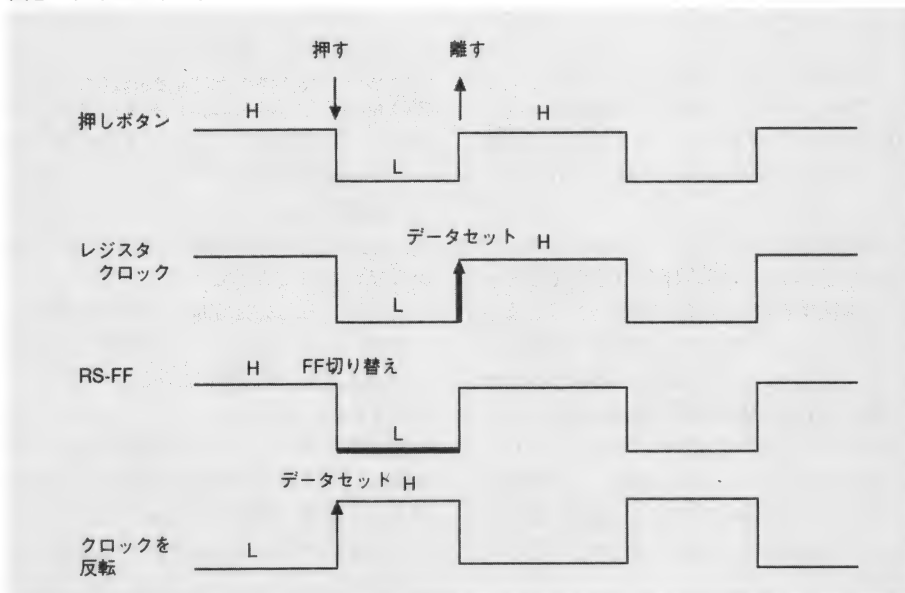 押す 離す
押しボタン H H
L
データセット H
レジスタ
クロック
L
RS-FF H FF切り替え
L
データセット H
クロックを L
反転